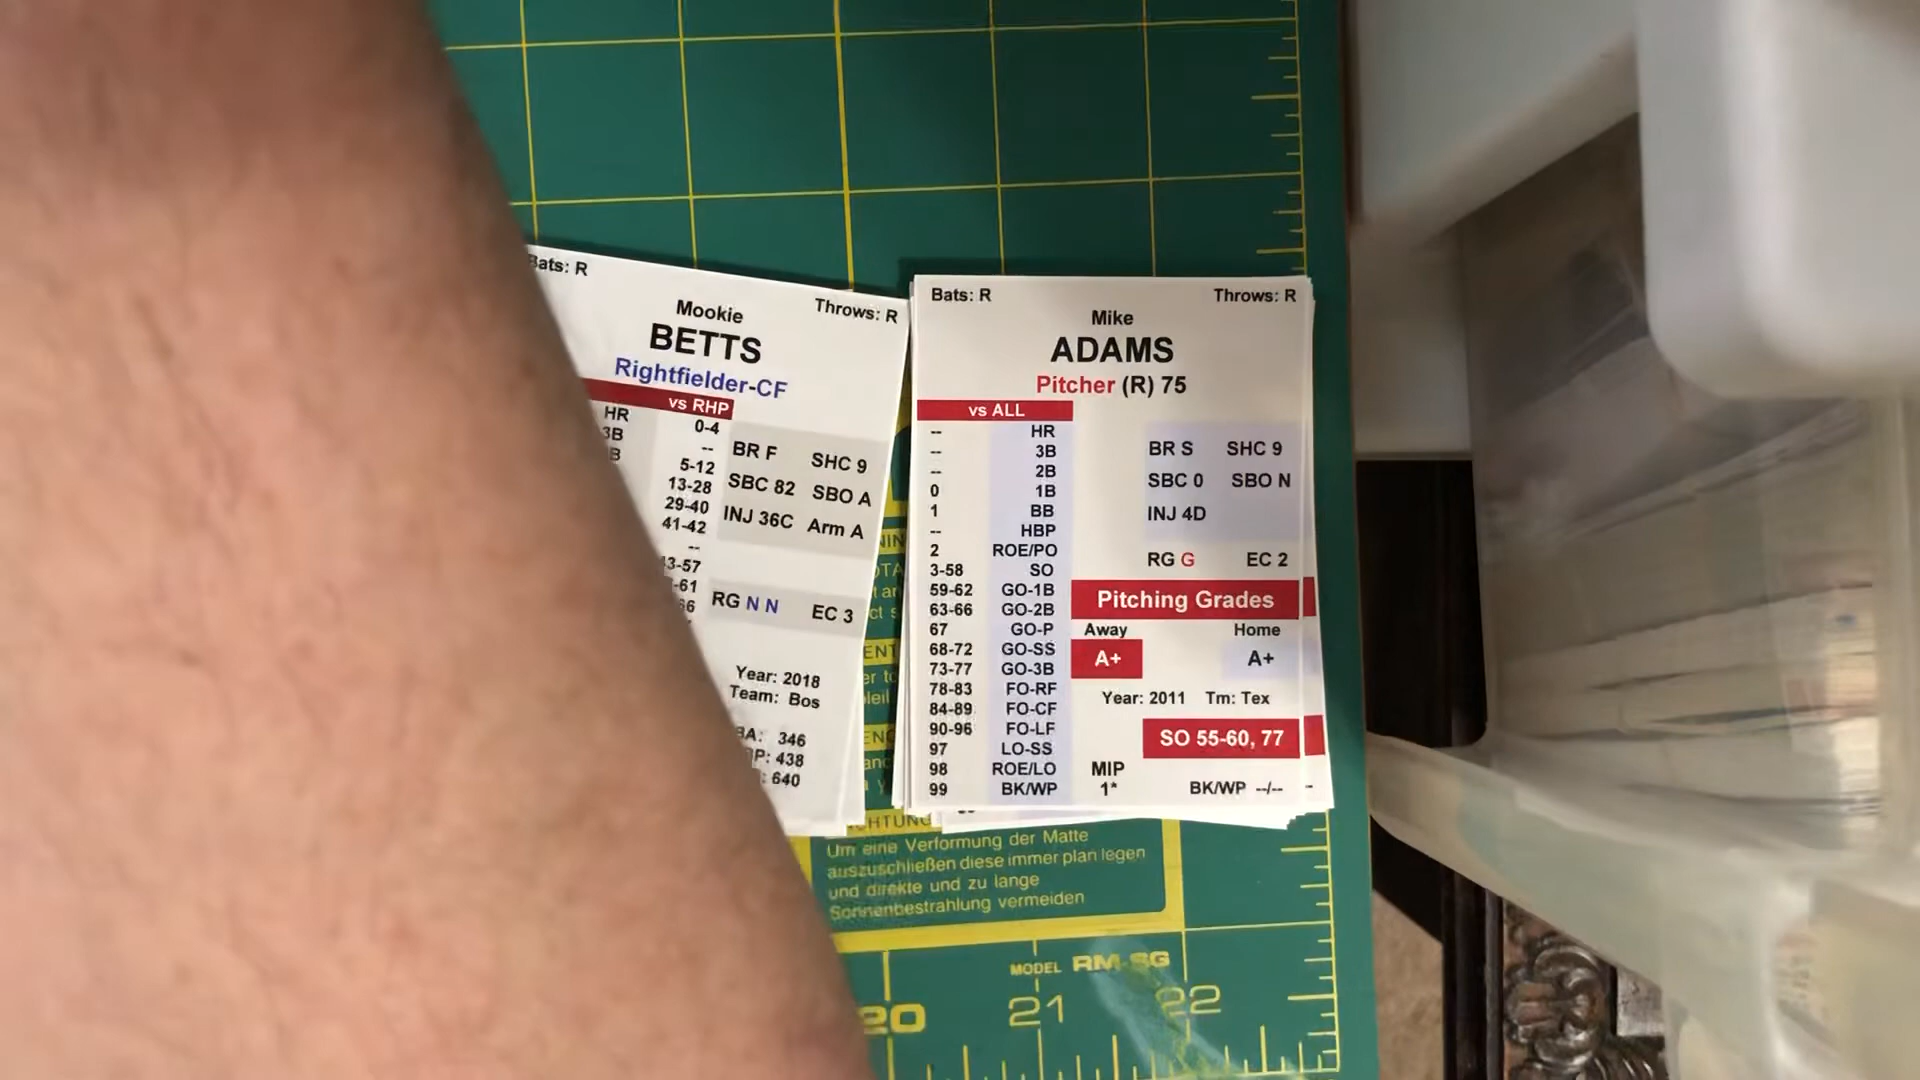 Bats: R
Throws: R
Mookie
BETTS
Rightfielder-CF
vs RHP
HR 0-4
3B --
5-12
13-28
29-40
41-42
--
BR F SHC 9
SBC 82 SBO A
INJ 36C Arm A
RG N N EC 3
Year: 2018
Team: Bos
346
438
640
Bats: R Throws: R
Mike
ADAMS
Pitcher (R) 75
vs ALL
-- HR
-- 3B
-- 2B
0 1B
1 BB
-- HBP
2 ROE/PO
3-58 SO
59-62 GO-1B
63-66 GO-2B
67 GO-P
68-72 GO-SS
73-77 GO-3B
78-83 FO-RF
84-89 FO-CF
90-96 FO-LF
97 LO-SS
98 ROE/LO
99 BK/WP
BR S SHC 9
SBC 0 SBO N
INJ 4D
RG G EC 2
Pitching Grades
Away Home
A+ A+
Year: 2011 Tm: Tex
SO 55-60, 77
MIP
1*
BK/WP --/--
Um eine Verformung der Matte
auszuschließen diese immer plan legen
und direkte und zu lange
Sonnenbestrahlung vermeiden
MODEL RM-SG
20 21 22